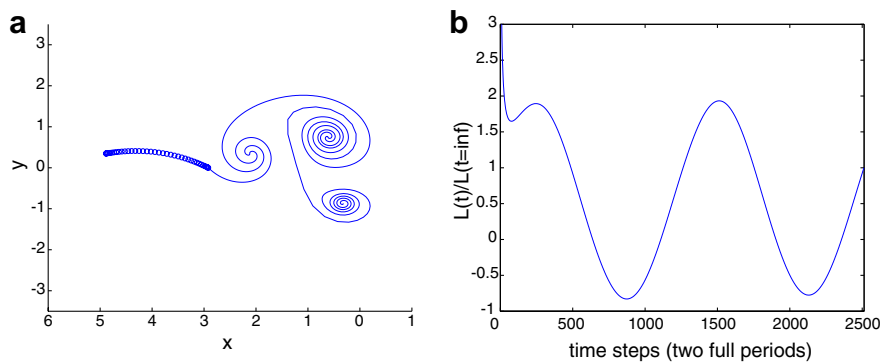 a
3
2
1
0
-1
-2
-3
y
6 5 4 3 2 1 0 1
x
b
3
2.5
2
1.5
1
0.5
0
-0.5
-1
L(t)/L(t=inf)
0 500 1000 1500 2000 2500
time steps (two full periods)